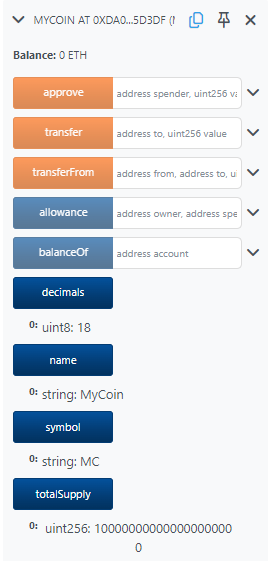 MYCOIN AT 0XDA0...5D3DF (M
Balance: 0 ETH
approve address spender, uint256 va
transfer address to, uint256 value
transferFrom address from, address to, u
allowance address owner, address spe
balanceOf address account
decimals
0: uint8: 18
name
0: string: MyCoin
symbol
0: string: MC
totalSupply
0: uint256: 10000000000000000000
0